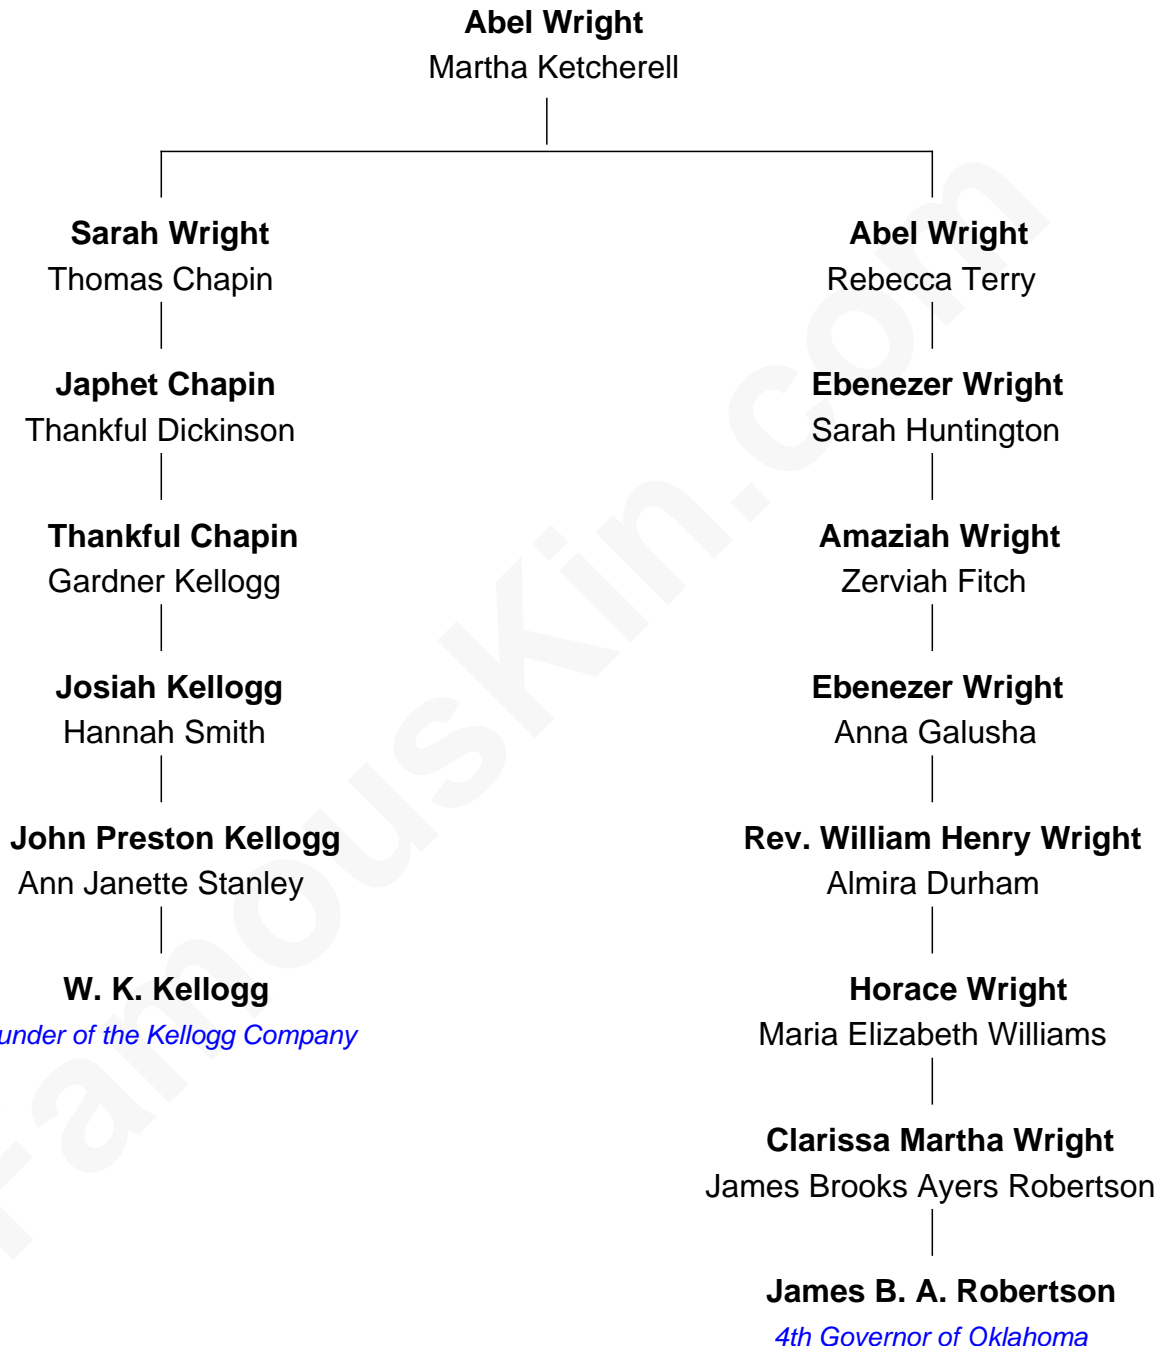 Abel Wright
Martha Ketcherell
Sarah Wright
Thomas Chapin
Japhet Chapin
Thankful Dickinson
Thankful Chapin
Gardner Kellogg
Josiah Kellogg
Hannah Smith
John Preston Kellogg
Ann Janette Stanley
W. K. Kellogg
under of the Kellogg Company
Abel Wright
Rebecca Terry
Ebenezer Wright
Sarah Huntington
Amaziah Wright
Zerviah Fitch
Ebenezer Wright
Anna Galusha
Rev. William Henry Wright
Almira Durham
Horace Wright
Maria Elizabeth Williams
Clarissa Martha Wright
James Brooks Ayers Robertson
James B. A. Robertson
4th Governor of Oklahoma
FamousKin.com